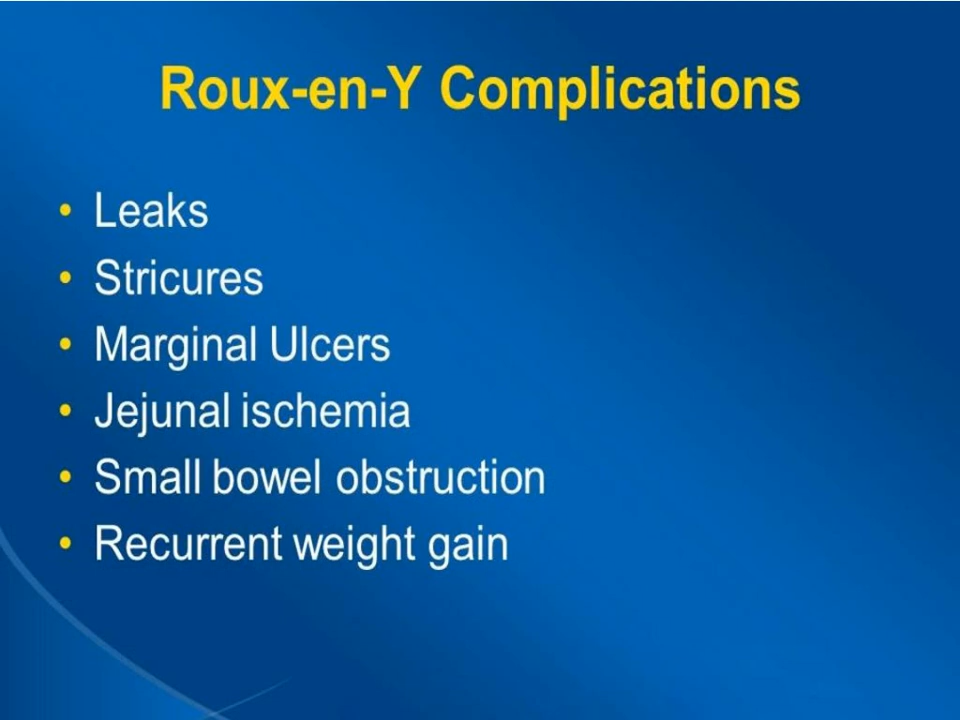 Roux-en-Y Complications
• Leaks
• Stricures
• Marginal Ulcers
• Jejunal ischemia
• Small bowel obstruction
• Recurrent weight gain